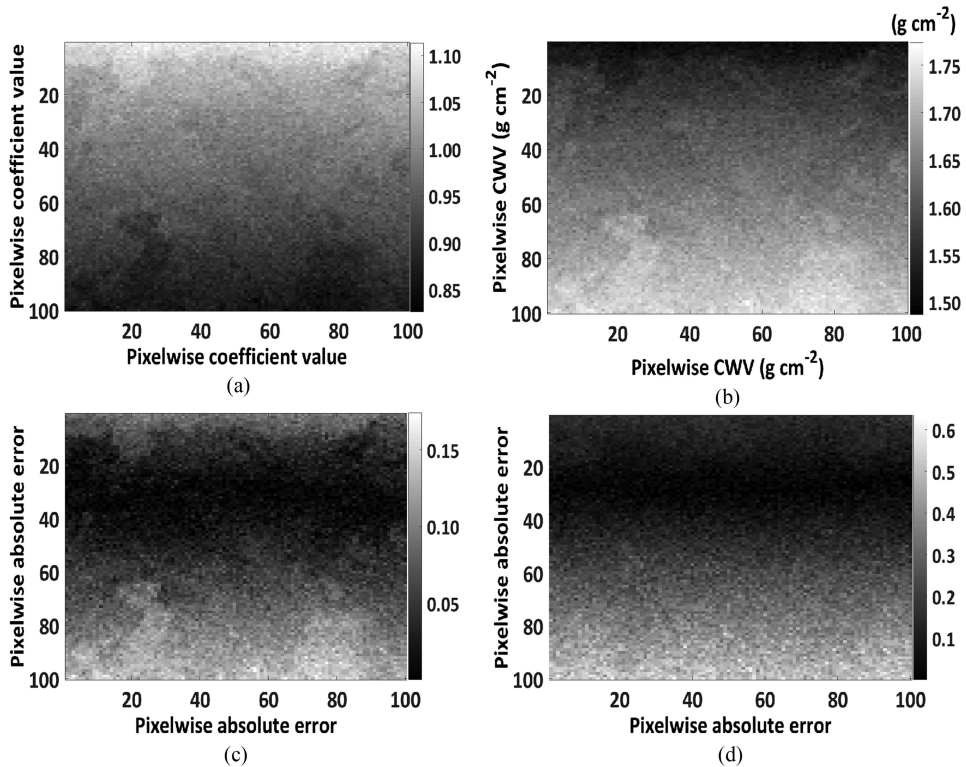 (g cm⁻²)
Pixelwise coefficient value
20
40
60
80
100
20 40 60 80 100
Pixelwise coefficient value
(a)
1.10
1.05
1.00
0.95
0.90
0.85
Pixelwise CWV (g cm⁻²)
20
40
60
80
100
20 40 60 80 100
Pixelwise CWV (g cm⁻²)
(b)
1.75
1.70
1.65
1.60
1.55
1.50
Pixelwise absolute error
20
40
60
80
100
20 40 60 80 100
Pixelwise absolute error
(c)
0.15
0.10
0.05
Pixelwise absolute error
20
40
60
80
100
20 40 60 80 100
Pixelwise absolute error
(d)
0.6
0.5
0.4
0.3
0.2
0.1